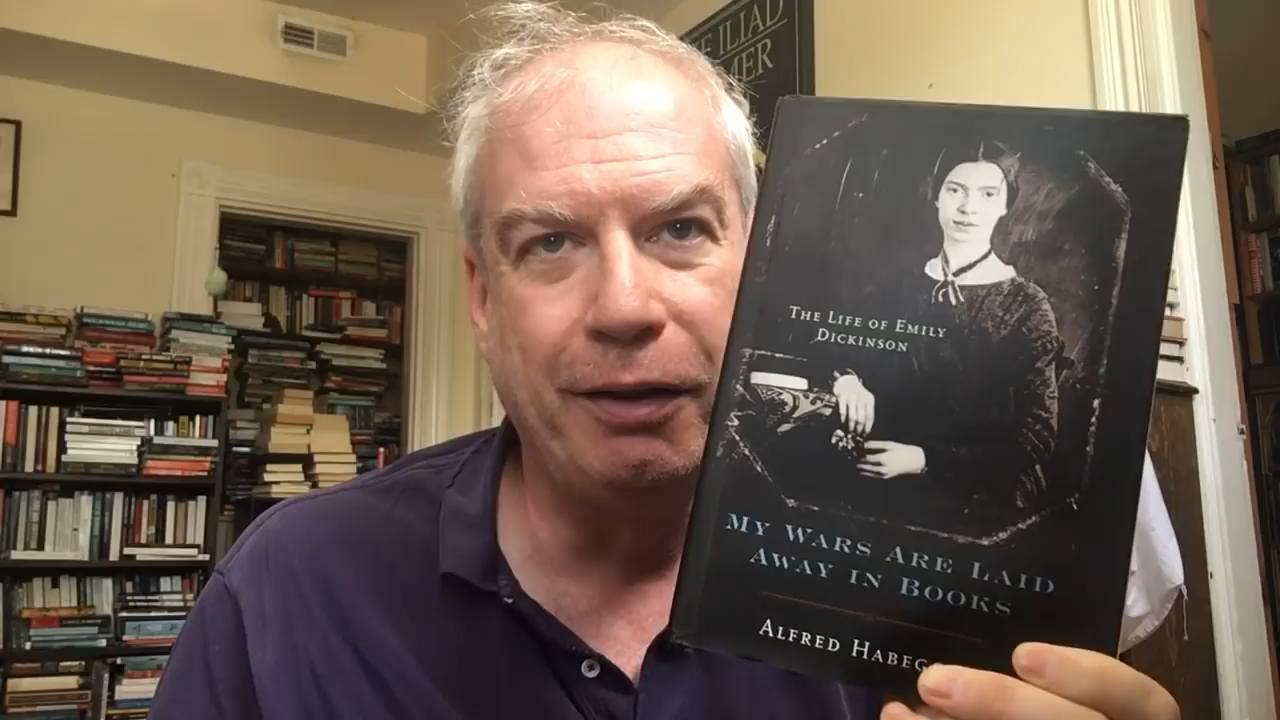 E ILIAD
MER
THE LIFE OF EMILY
DICKINSON
MY WARS ARE LAID
AWAY IN BOOKS
ALFRED HABEG